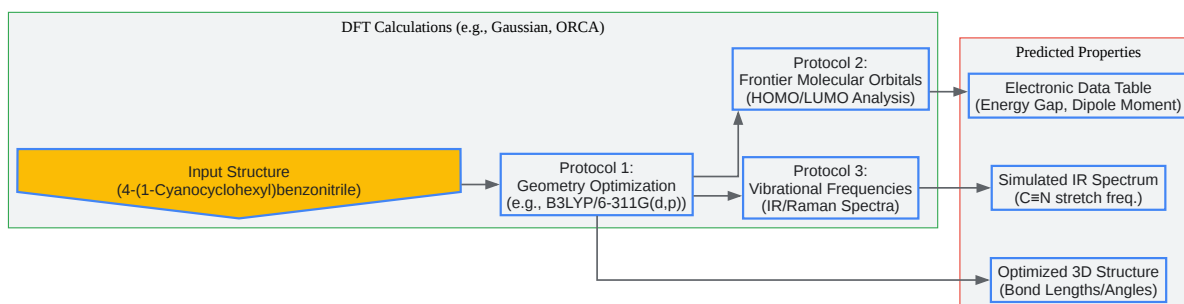 DFT Calculations (e.g., Gaussian, ORCA)
Input Structure
(4-(1-Cyanocyclohexyl)benzonitrile)
Protocol 1:
Geometry Optimization
(e.g., B3LYP/6-311G(d,p))
Protocol 2:
Frontier Molecular Orbitals
(HOMO/LUMO Analysis)
Protocol 3:
Vibrational Frequencies
(IR/Raman Spectra)
Predicted Properties
Electronic Data Table
(Energy Gap, Dipole Moment)
Simulated IR Spectrum
(C≡N stretch freq.)
Optimized 3D Structure
(Bond Lengths/Angles)